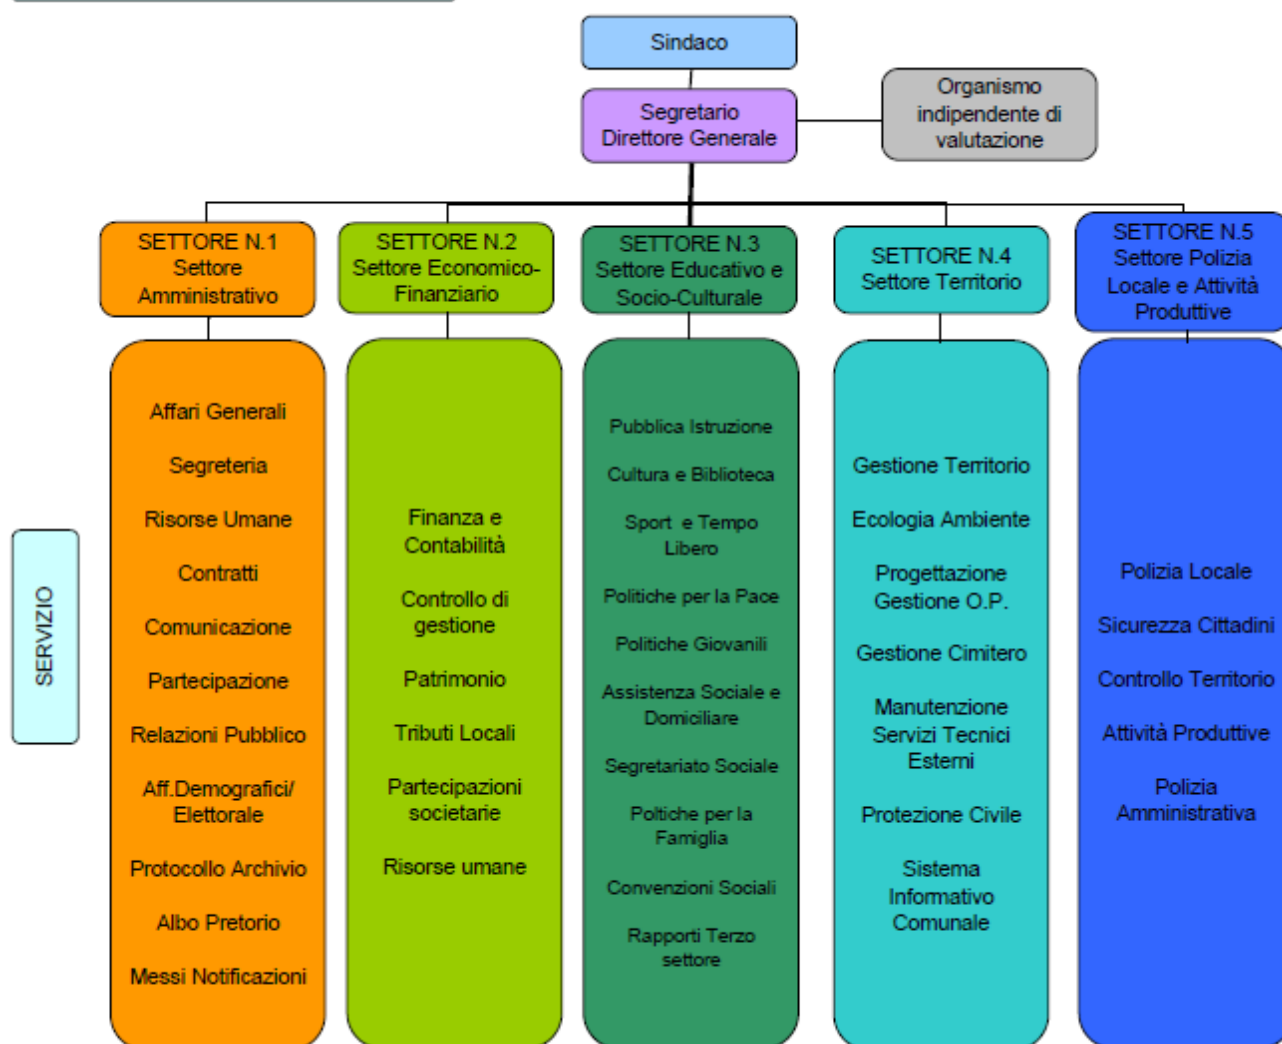 Sindaco
Segretario
Direttore Generale
Organismo
indipendente di
valutazione
SETTORE N.1
Settore
Amministrativo
SETTORE N.2
Settore Economico-
Finanziario
SETTORE N.3
Settore Educativo e
Socio-Culturale
SETTORE N.4
Settore Territorio
SETTORE N.5
Settore Polizia
Locale e Attività
Produttive
SERVIZIO
Affari Generali
Segreteria
Risorse Umane
Contratti
Comunicazione
Partecipazione
Relazioni Pubblico
Aff.Demografici/
Elettorale
Protocollo Archivio
Albo Pretorio
Messi Notificazioni
Finanza e
Contabilità
Controllo di
gestione
Patrimonio
Tributi Locali
Partecipazioni
societarie
Risorse umane
Pubblica Istruzione
Cultura e Biblioteca
Sport e Tempo
Libero
Politiche per la Pace
Politiche Giovanili
Assistenza Sociale e
Domiciliare
Segretariato Sociale
Poltiche per la
Famiglia
Convenzioni Sociali
Rapporti Terzo
settore
Gestione Territorio
Ecologia Ambiente
Progettazione
Gestione O.P.
Gestione Cimitero
Manutenzione
Servizi Tecnici
Esterni
Protezione Civile
Sistema
Informativo
Comunale
Polizia Locale
Sicurezza Cittadini
Controllo Territorio
Attività Produttive
Polizia
Amministrativa